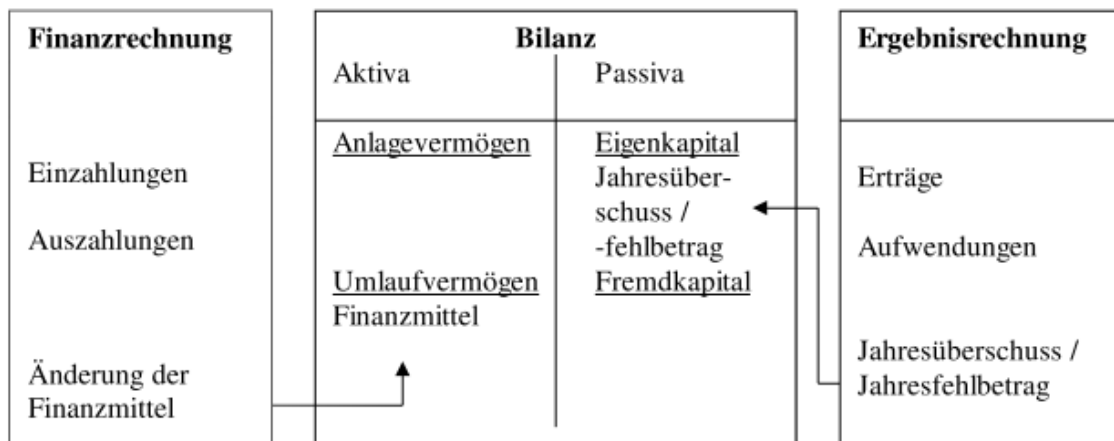 Finanzrechnung
Einzahlungen
Auszahlungen
Änderung der
Finanzmittel
Bilanz
Aktiva
Passiva
Anlagevermögen
Umlaufvermögen
Finanzmittel
Eigenkapital
Jahresüber-
schuss /
-fehlbetrag
Fremdkapital
Ergebnisrechnung
Erträge
Aufwendungen
Jahresüberschuss /
Jahresfehlbetrag